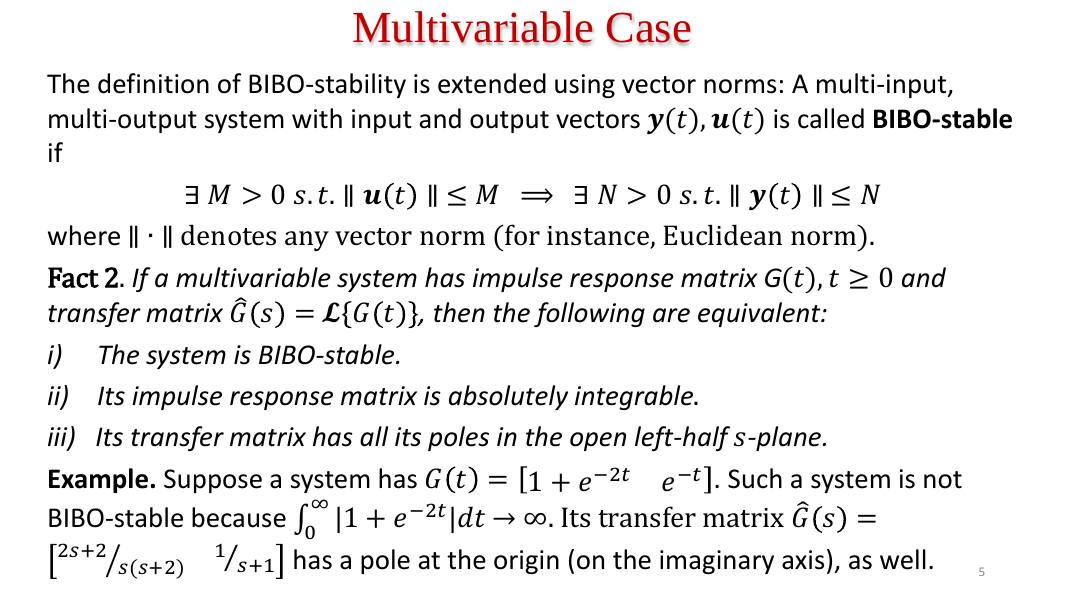 Multivariable Case
The definition of BIBO-stability is extended using vector norms: A multi-input,
multi-output system with input and output vectors 𝒚(𝑡), 𝒖(𝑡) is called BIBO-stable
if
∃ 𝑀 > 0 𝑠.𝑡. ∥ 𝒖(𝑡) ∥ ≤ 𝑀 ⟹ ∃ 𝑁 > 0 𝑠.𝑡. ∥ 𝒚(𝑡) ∥ ≤ 𝑁
where ∥ ∙ ∥ denotes any vector norm (for instance, Euclidean norm).
Fact 2. If a multivariable system has impulse response matrix G(𝑡), 𝑡 ≥ 0 and
transfer matrix 𝐺̂(𝑠) = 𝓛{𝐺(𝑡)}, then the following are equivalent:
i) The system is BIBO-stable.
ii) Its impulse response matrix is absolutely integrable.
iii) Its transfer matrix has all its poles in the open left-half 𝑠-plane.
Example. Suppose a system has 𝐺(𝑡) = [1 + 𝑒^{−2𝑡} 𝑒^{−𝑡}]. Such a system is not
BIBO-stable because ∫_0^∞ |1 + 𝑒^{−2𝑡}|𝑑𝑡 → ∞. Its transfer matrix 𝐺̂(𝑠) =
[2𝑠+2/𝑠(𝑠+2) 1/𝑠+1] has a pole at the origin (on the imaginary axis), as well.
5